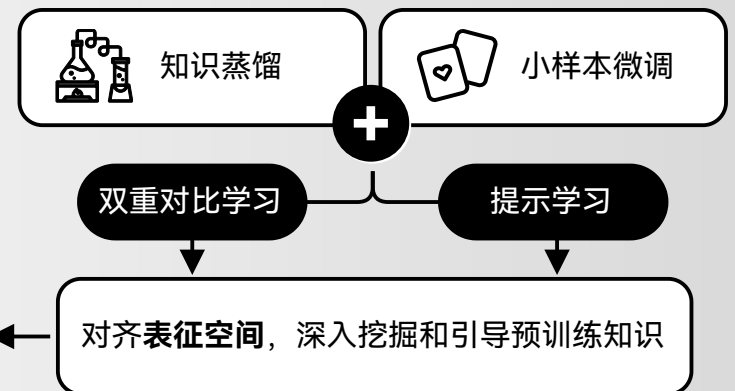 知识蒸馏
小样本微调
双重对比学习
提示学习
对齐表征空间，深入挖掘和引导预训练知识